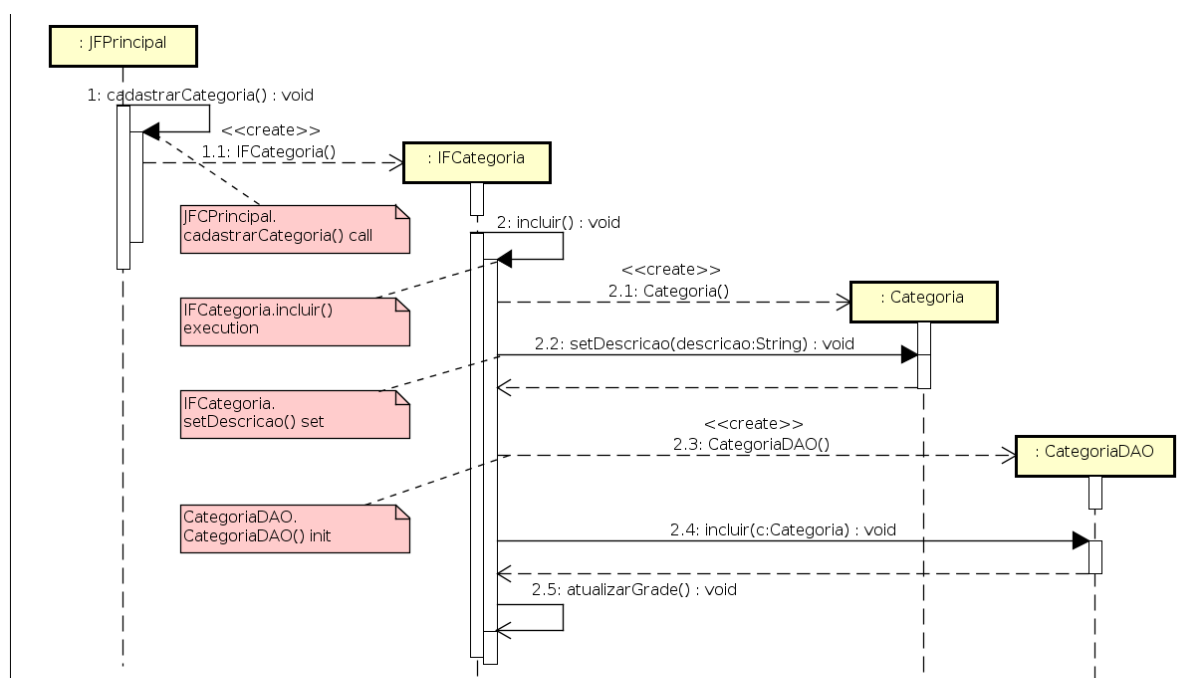 : JFPrincipal
1: cadastrarCategoria() : void
<<create>>
1.1: IFCategoria()
: IFCategoria
JFCPrincipal.
cadastrarCategoria() call
2: incluir() : void
<<create>>
2.1: Categoria()
: Categoria
IFCategoria.incluir()
execution
2.2: setDescricao(descricao:String) : void
IFCategoria.
setDescricao() set
<<create>>
2.3: CategoriaDAO()
: CategoriaDAO
CategoriaDAO.
CategoriaDAO() init
2.4: incluir(c:Categoria) : void
2.5: atualizarGrade() : void